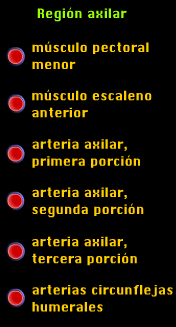 Región axilar
músculo pectoral
menor
músculo escaleno
anterior
arteria axilar,
primera porción
arteria axilar,
segunda porción
arteria axilar,
tercera porción
arterias circunflejas
humerales